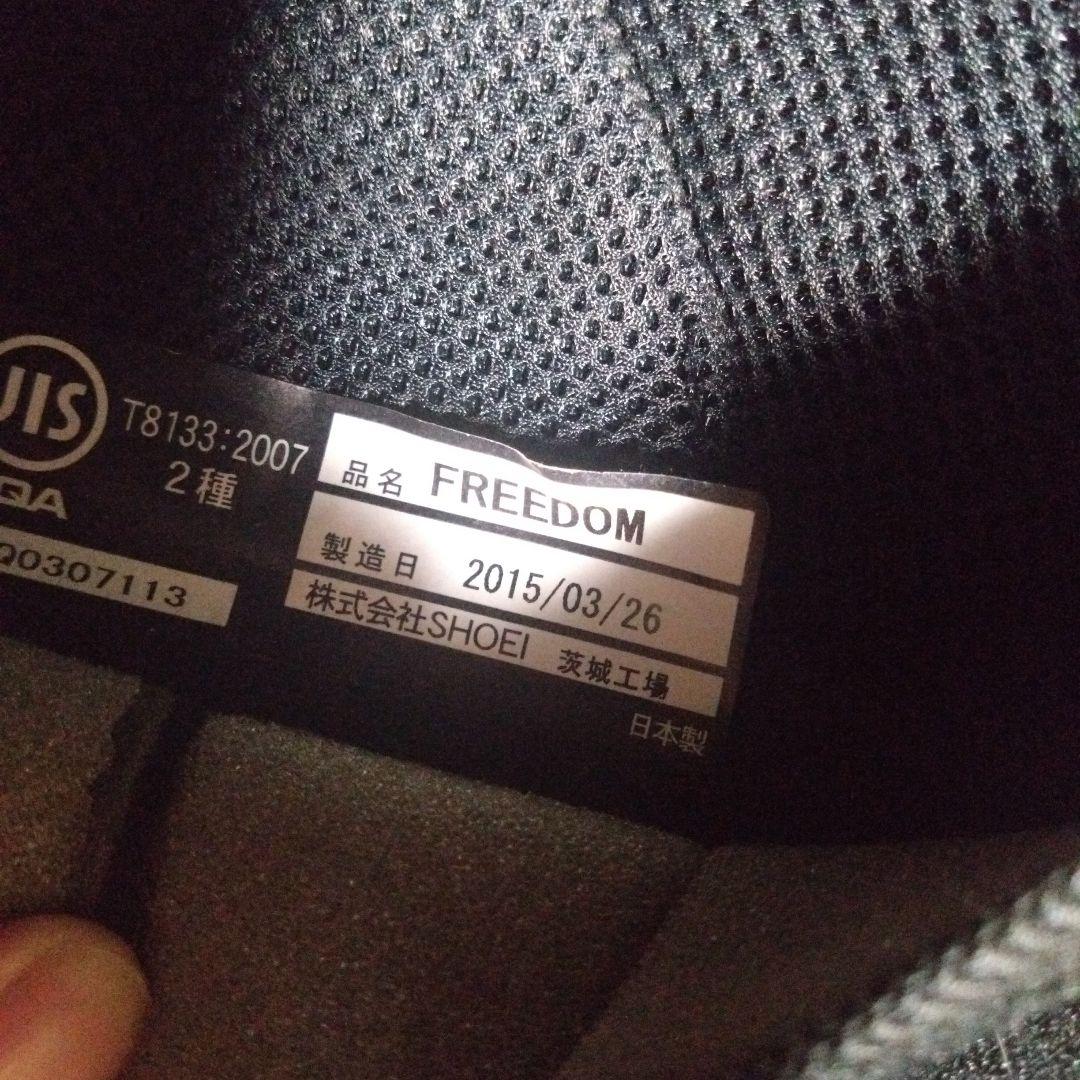 JIS
T8133:2007
2種
QA
Q0307113
品名 FREEDOM
製造日 2015/03/26
株式会社SHOEI 茨城工場
日本製